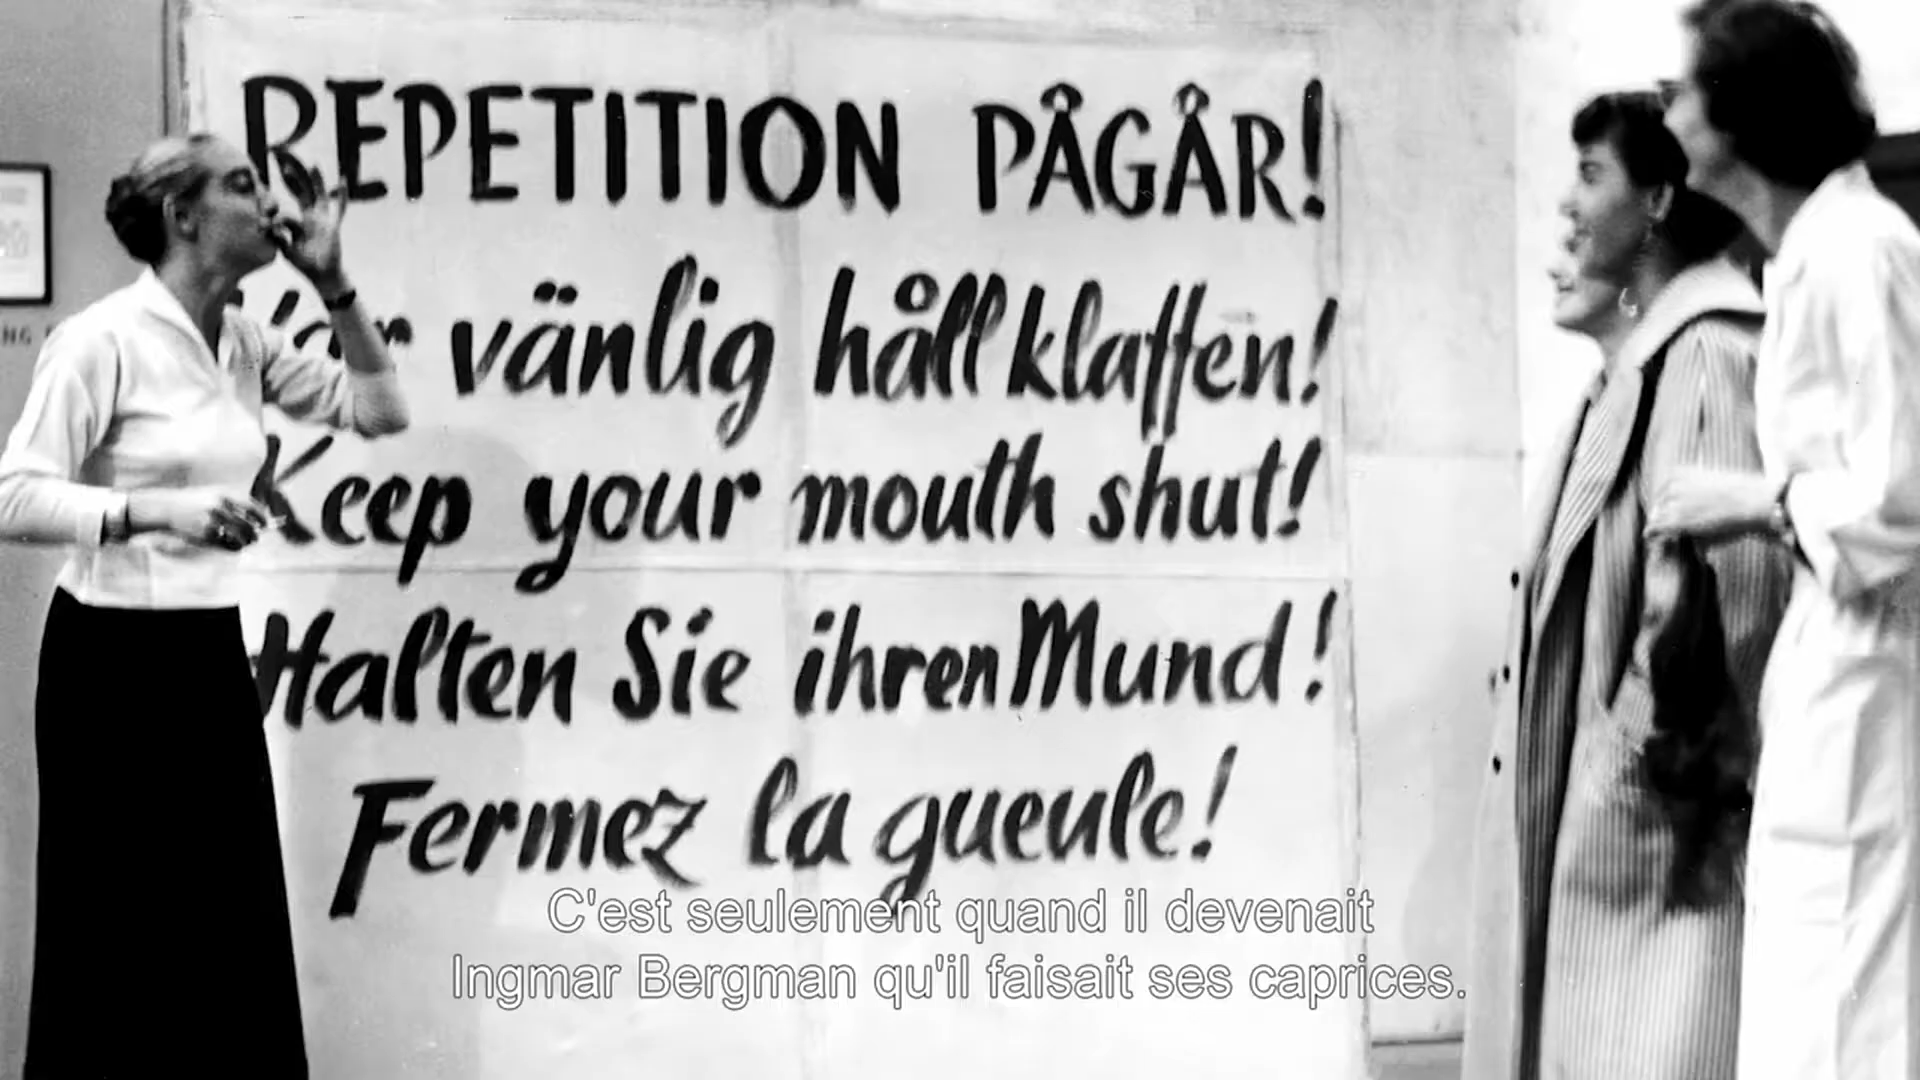 REPETITION PÅGÅR!
vänlig håll klaffen!
Keep your mouth shut!
Halten Sie ihren Mund!
Fermez la gueule!
C'est seulement quand il devenait
Ingmar Bergman qu'il faisait ses caprices.